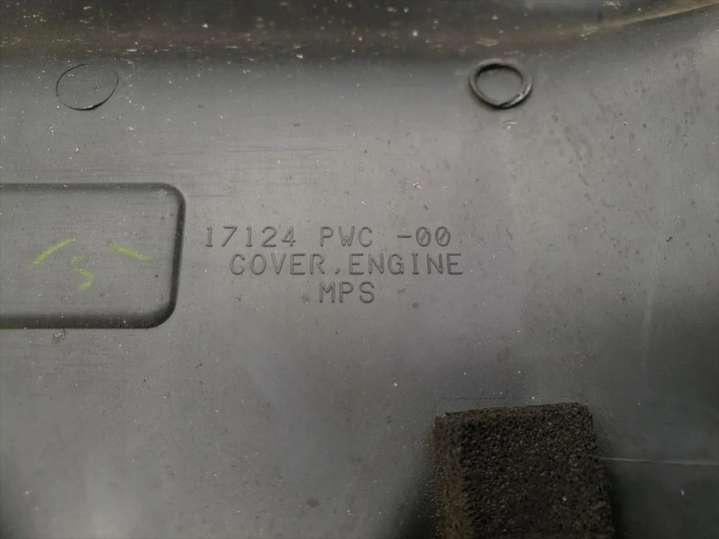 17124 PWC -00
COVER.ENGINE
MPS